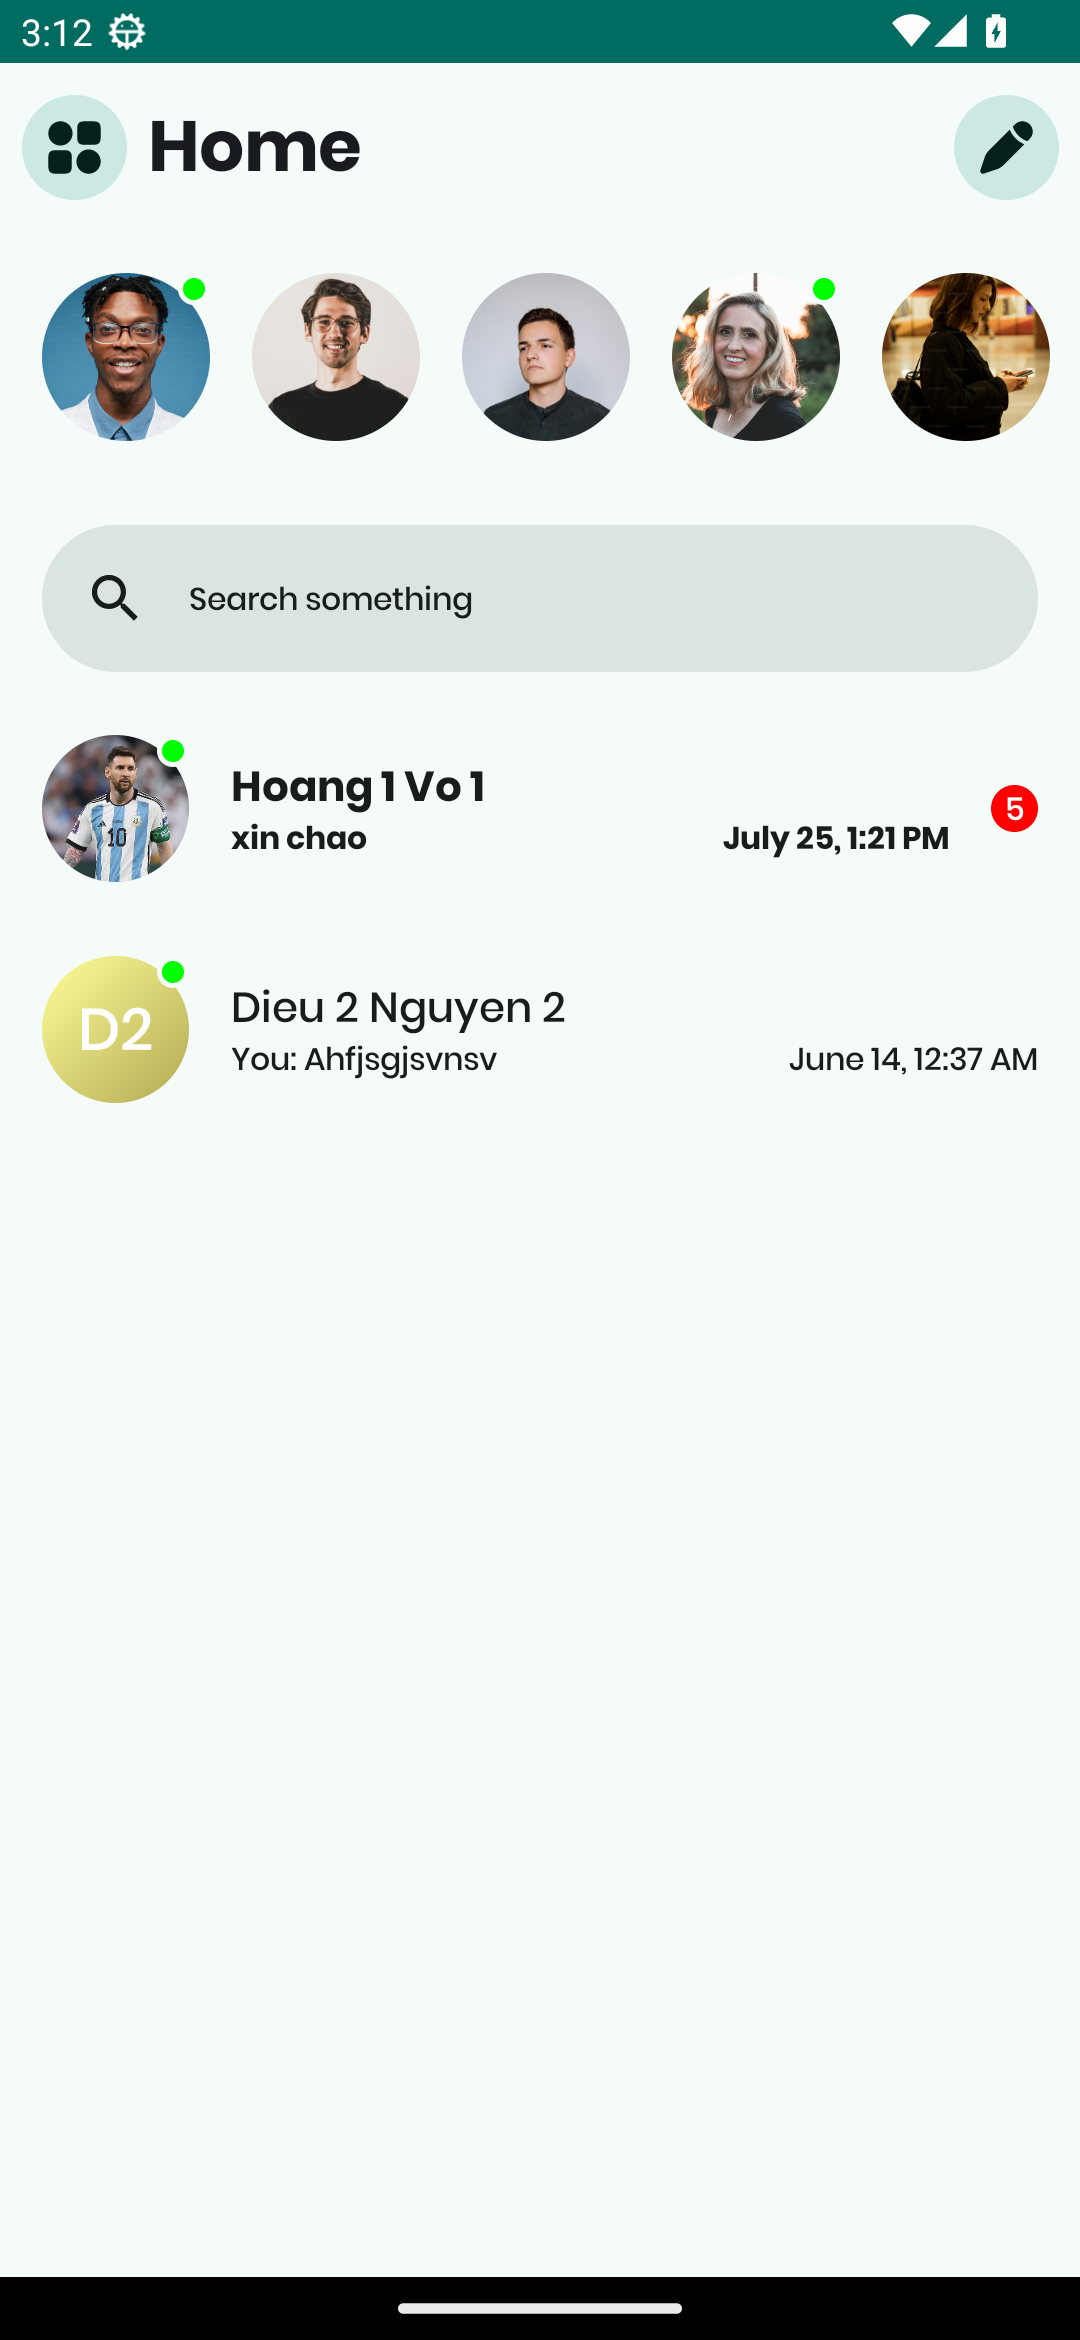 3:12
Home
Search something
Hoang 1 Vo 1
xin chao
July 25, 1:21 PM
5
D2
Dieu 2 Nguyen 2
You: Ahfjsgjsvnsv
June 14, 12:37 AM
10